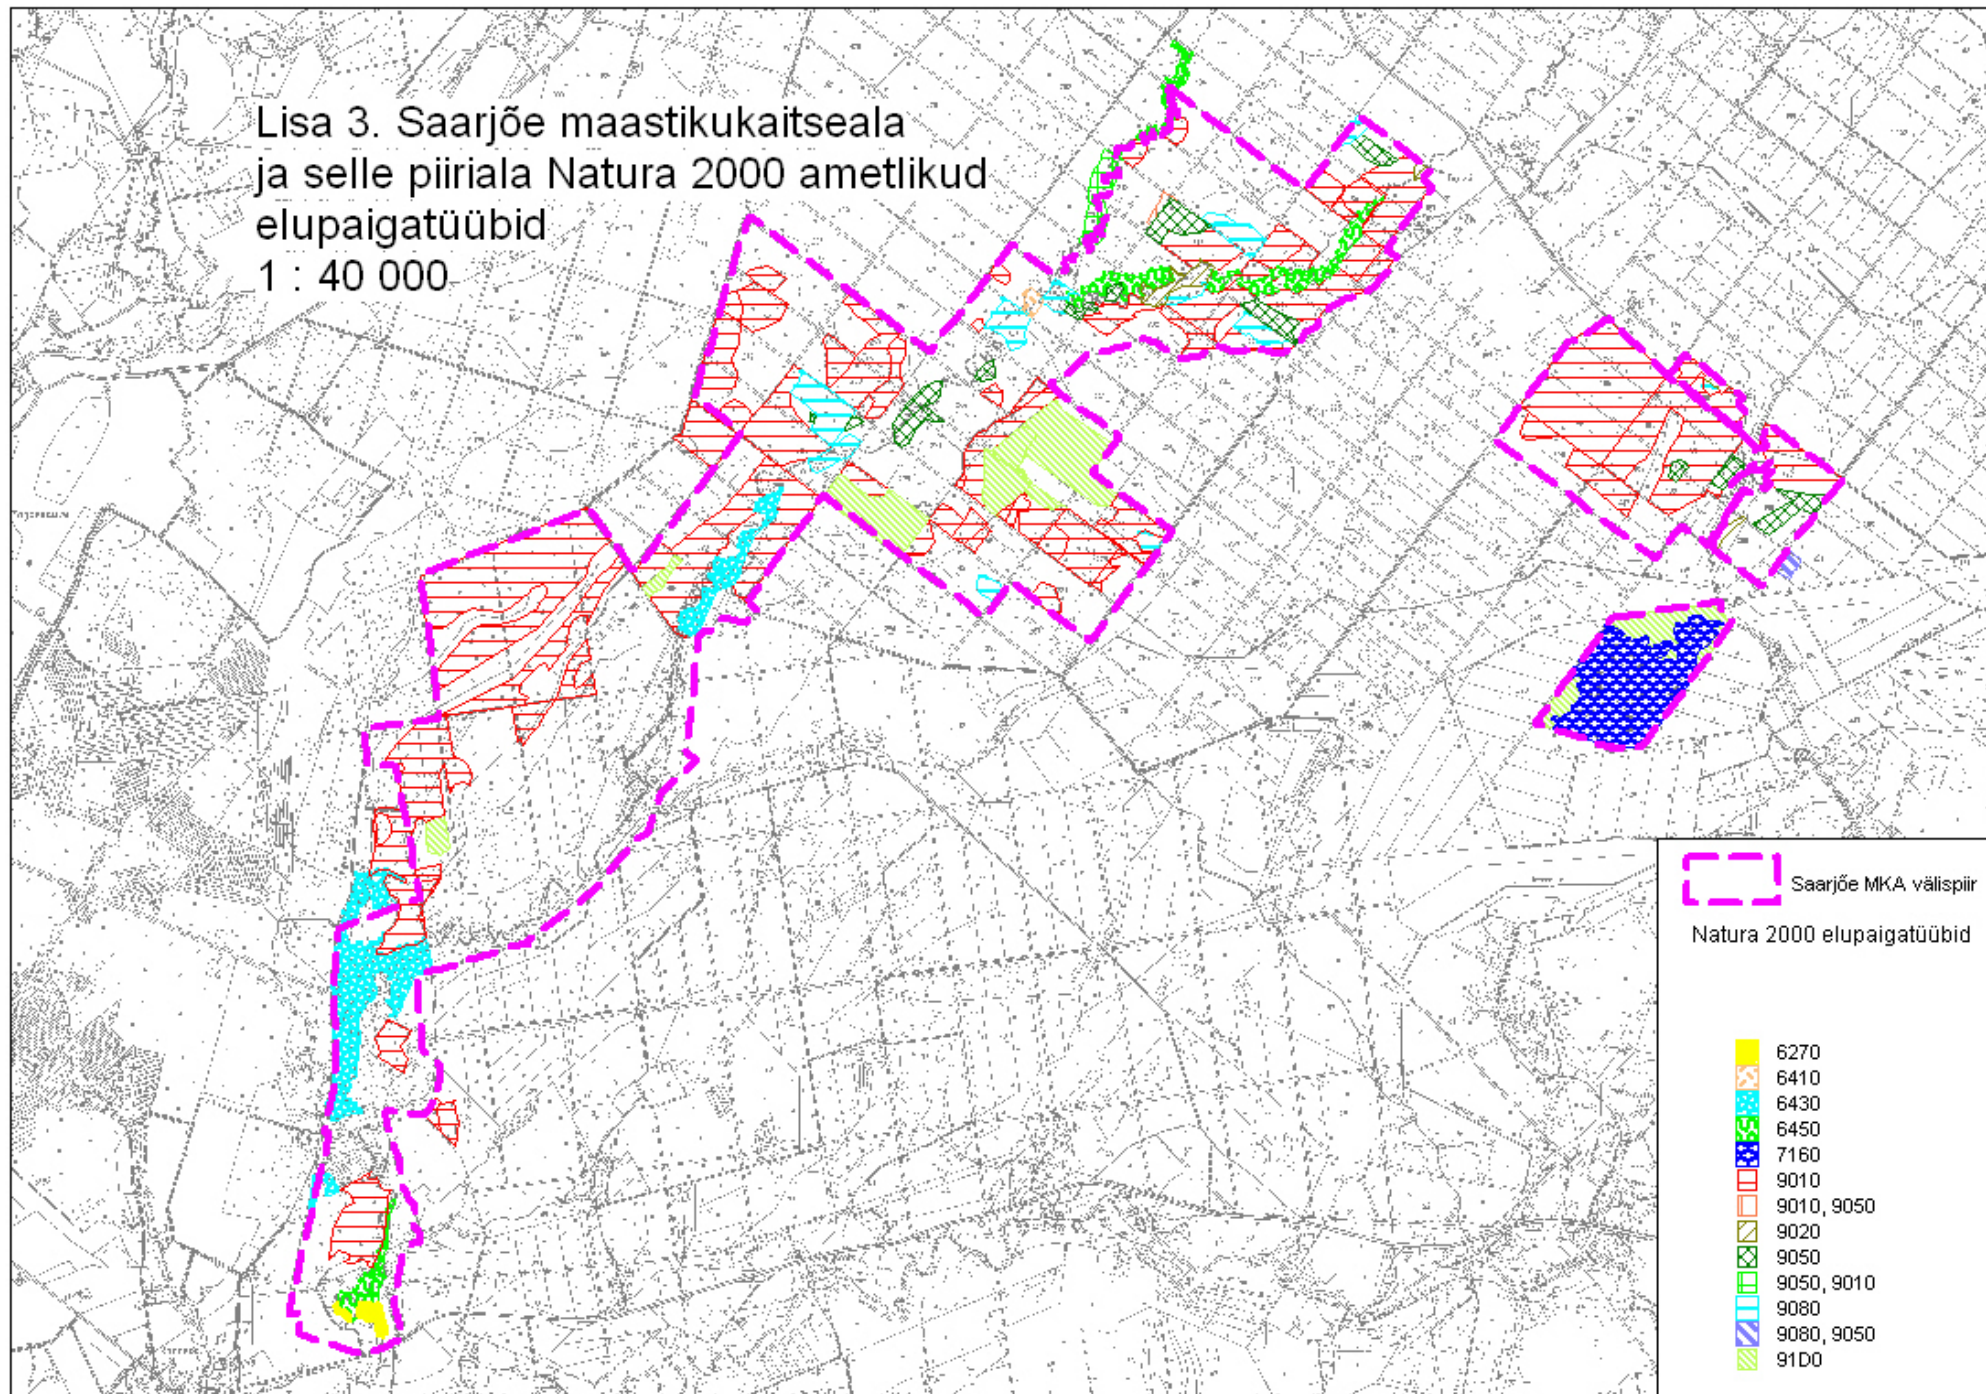 Lisa 3. Saarjõe maastikukaitseala
ja selle piiriala Natura 2000 ametlikud
elupaigatüübid
1 : 40 000
Saarjõe MKA välispiir
Natura 2000 elupaigatüübid
6270
6410
6430
6450
7160
9010
9010, 9050
9020
9050
9050, 9010
9080
9080, 9050
91D0